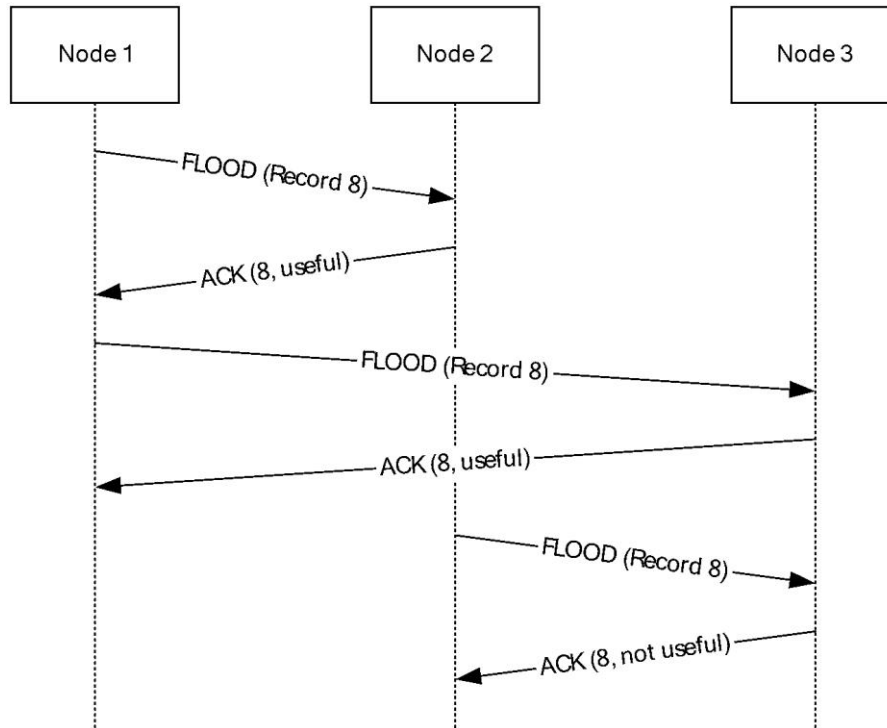 Node 1
Node 2
Node 3
FLOOD (Record 8)
ACK (8, useful)
FLOOD (Record 8)
ACK (8, useful)
FLOOD (Record 8)
ACK (8, not useful)